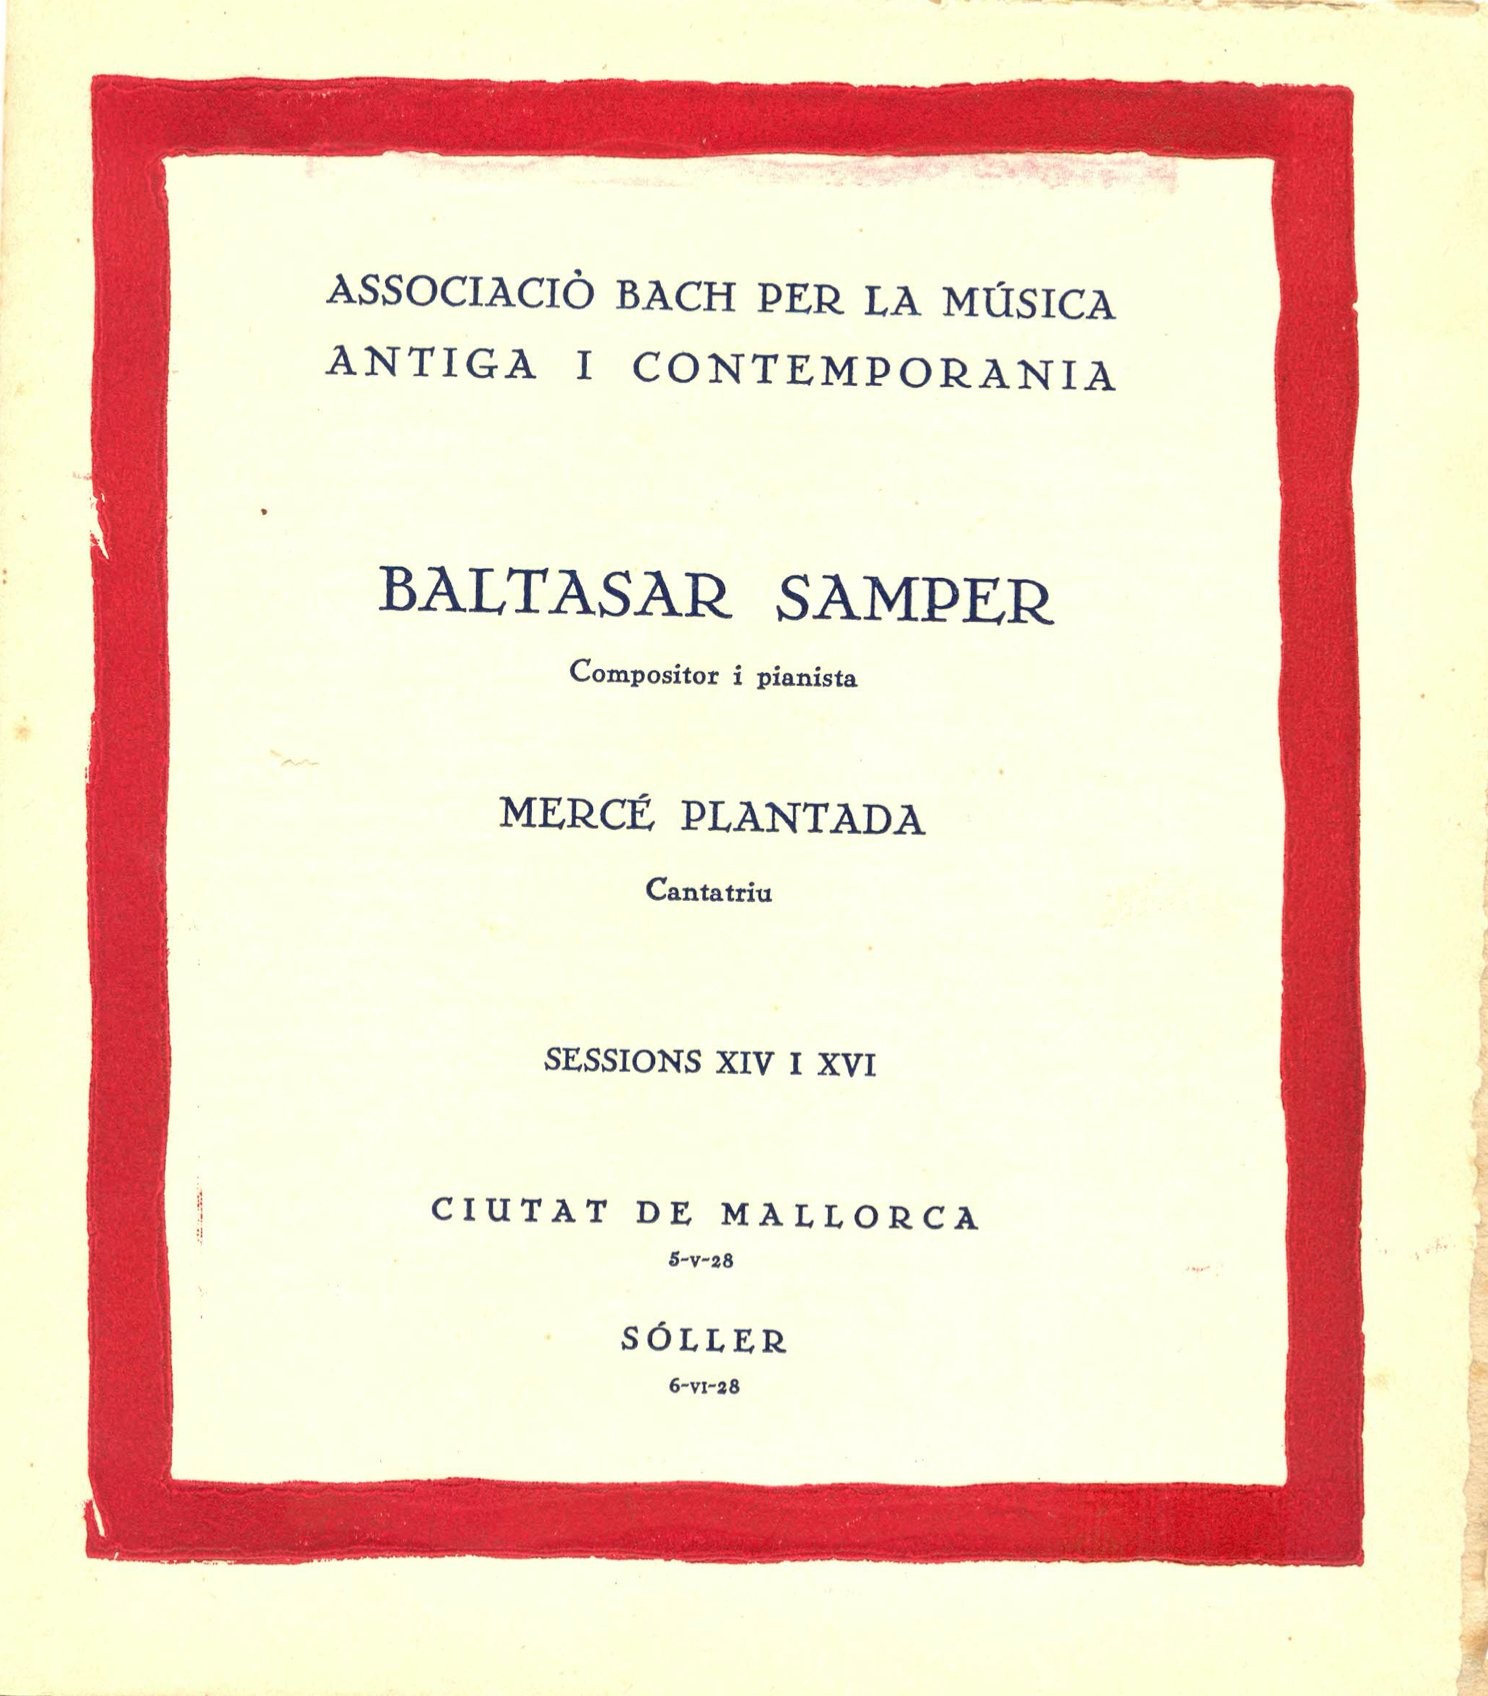 ASSOCIACIÒ BACH PER LA MÚSICA
ANTIGA I CONTEMPORANIA
BALTASAR SAMPER
Compositor i pianista
MERCÉ PLANTADA
Cantatriu
SESSIONS XIV I XVI
CIUTAT DE MALLORCA
5-V-28
SÓLLER
6-VI-28